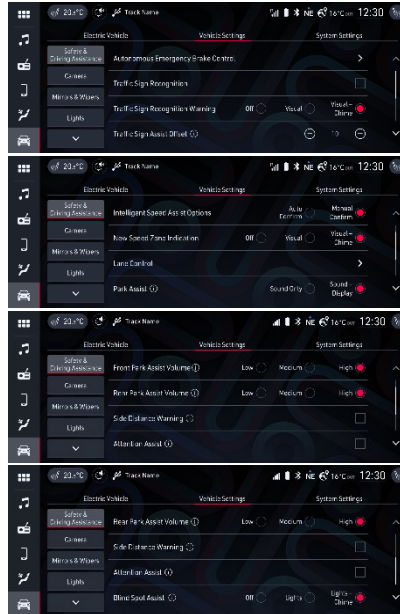 20.5°C Track Name NE 16°C 12:30
Electric Vehicle Vehicle Settings System Settings
Safety &
Driving Assistance
Camera
Mirrors & Wipers
Lights
Autonomous Emergency Brake Control
Traffic Sign Recognition
Traffic Sign Recognition Warning Off Visual Visual +
Chime
Traffic Sign Assist Offset 10
20.5°C Track Name NE 16°C 12:30
Electric Vehicle Vehicle Settings System Settings
Safety &
Driving Assistance
Camera
Mirrors & Wipers
Lights
Intelligent Speed Assist Options Auto
Confirm Manual
Confirm
New Speed Zone Indication Off Visual Visual +
Chime
Lane Control
Park Assist Sound Only Sound +
Display
20.5°C Track Name NE 16°C 12:30
Electric Vehicle Vehicle Settings System Settings
Safety &
Driving Assistance
Camera
Mirrors & Wipers
Lights
Front Park Assist Volume Low Medium High
Rear Park Assist Volume Low Medium High
Side Distance Warning
Attention Assist
20.5°C Track Name NE 16°C 12:30
Electric Vehicle Vehicle Settings System Settings
Safety &
Driving Assistance
Camera
Mirrors & Wipers
Lights
Rear Park Assist Volume Low Medium High
Side Distance Warning
Attention Assist
Blind Spot Assist Off Lights Lights +
Chime